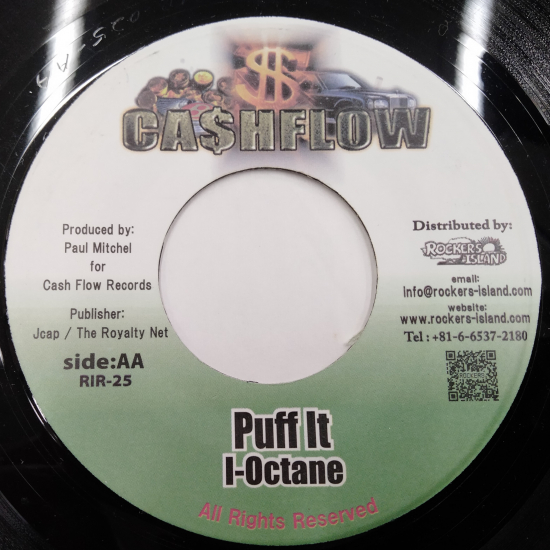 $
CA$HFLOW
Produced by:
Paul Mitchel
for
Cash Flow Records
Publisher:
Jcap / The Royalty Net
side:AA
RIR-25
Distributed by:
ROCKERS
ISLAND
email:
Info@rockers-island.com
website:
www.rockers-island.com
Tel : +81-6-6537-2180
ROCKERS
Puff It
I-Octane
All Rights Reserved